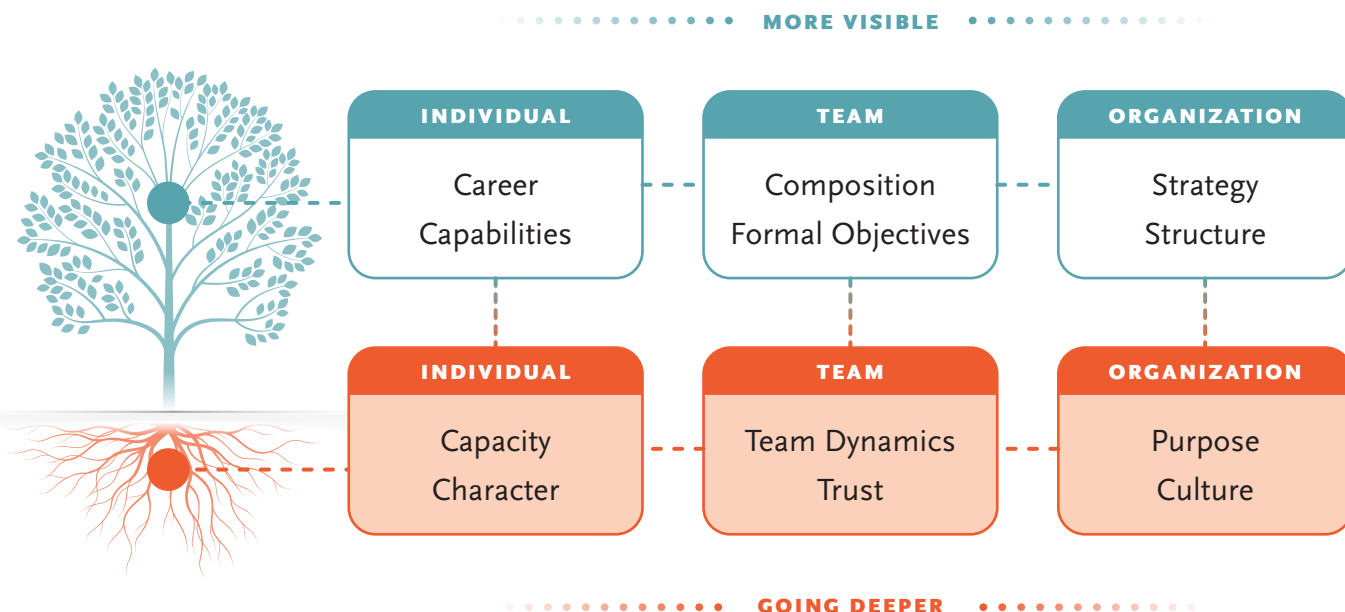 MORE VISIBLE
INDIVIDUAL
Career
Capabilities
TEAM
Composition
Formal Objectives
ORGANIZATION
Strategy
Structure
INDIVIDUAL
Capacity
Character
TEAM
Team Dynamics
Trust
ORGANIZATION
Purpose
Culture
GOING DEEPER